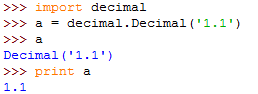 >>> import decimal
>>> a = decimal.Decimal('1.1')
>>> a
Decimal('1.1')
>>> print a
1.1